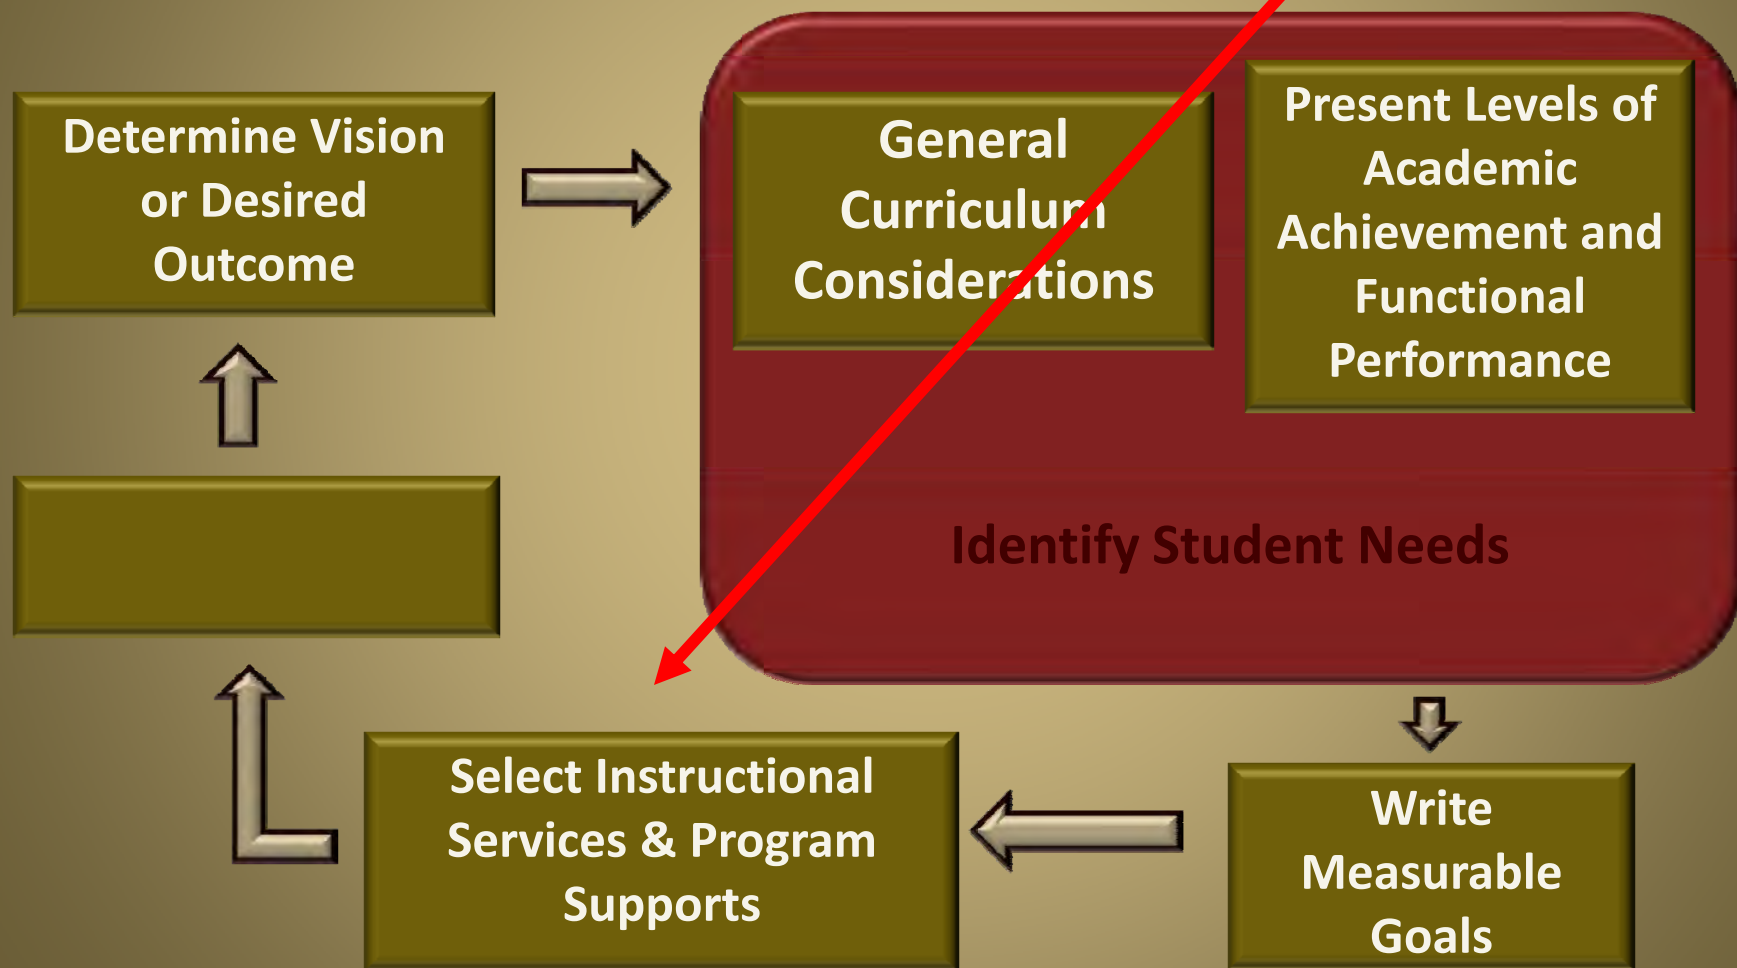 Determine Vision
or Desired
Outcome
General
Curriculum
Considerations
Present Levels of
Academic
Achievement and
Functional
Performance
Identify Student Needs
Select Instructional
Services & Program
Supports
Write
Measurable
Goals